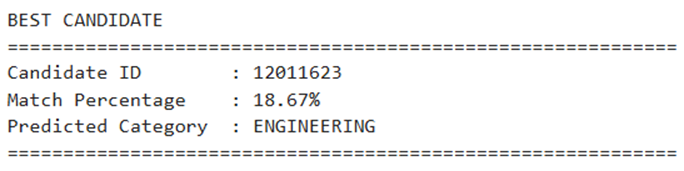 BEST CANDIDATE
============================================================
Candidate ID        : 12011623
Match Percentage    : 18.67%
Predicted Category  : ENGINEERING
============================================================